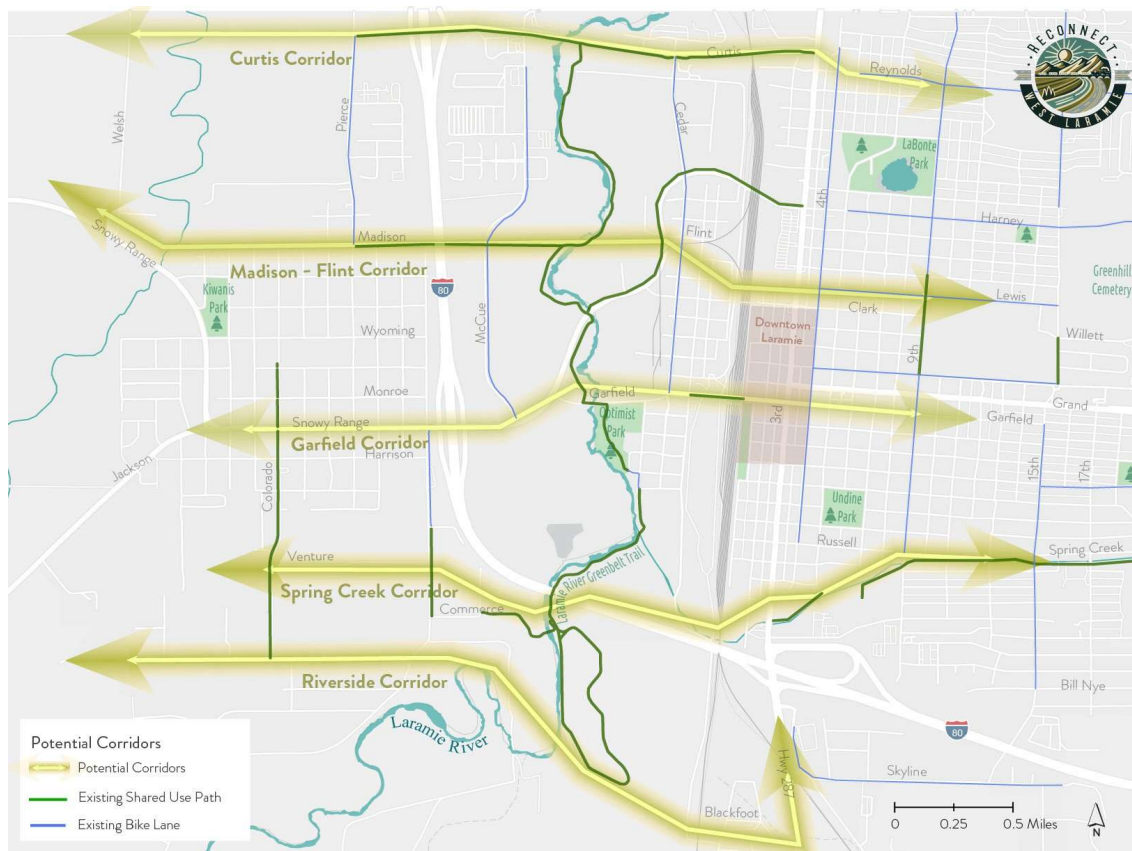 RECONNECT
WEST LARAMIE
Curtis Corridor
Curtis
Reynolds
Welsh
Pierce
Cedar
LaBonte
Park
4th
Harney
Snowy Range
Madison
Flint
Madison - Flint Corridor
80
Kiwanis
Park
McCue
Wyoming
Clark
Lewis
Greenhill
Cemetery
Downtown
Laramie
Willett
9th
Monroe
Garfield
Grand
Snowy Range
Garfield Corridor
Optimist
Park
3rd
Garfield
Harrison
Jackson
Colorado
15th
17th
Undine
Park
Russell
Venture
Spring Creek
Spring Creek Corridor
Laramie River Greenbelt Trail
Commerce
Riverside Corridor
Bill Nye
Laramie River
80
Skyline
Hwy 287
Blackfoot
Potential Corridors
Potential Corridors
Existing Shared Use Path
Existing Bike Lane
0 0.25 0.5 Miles
N